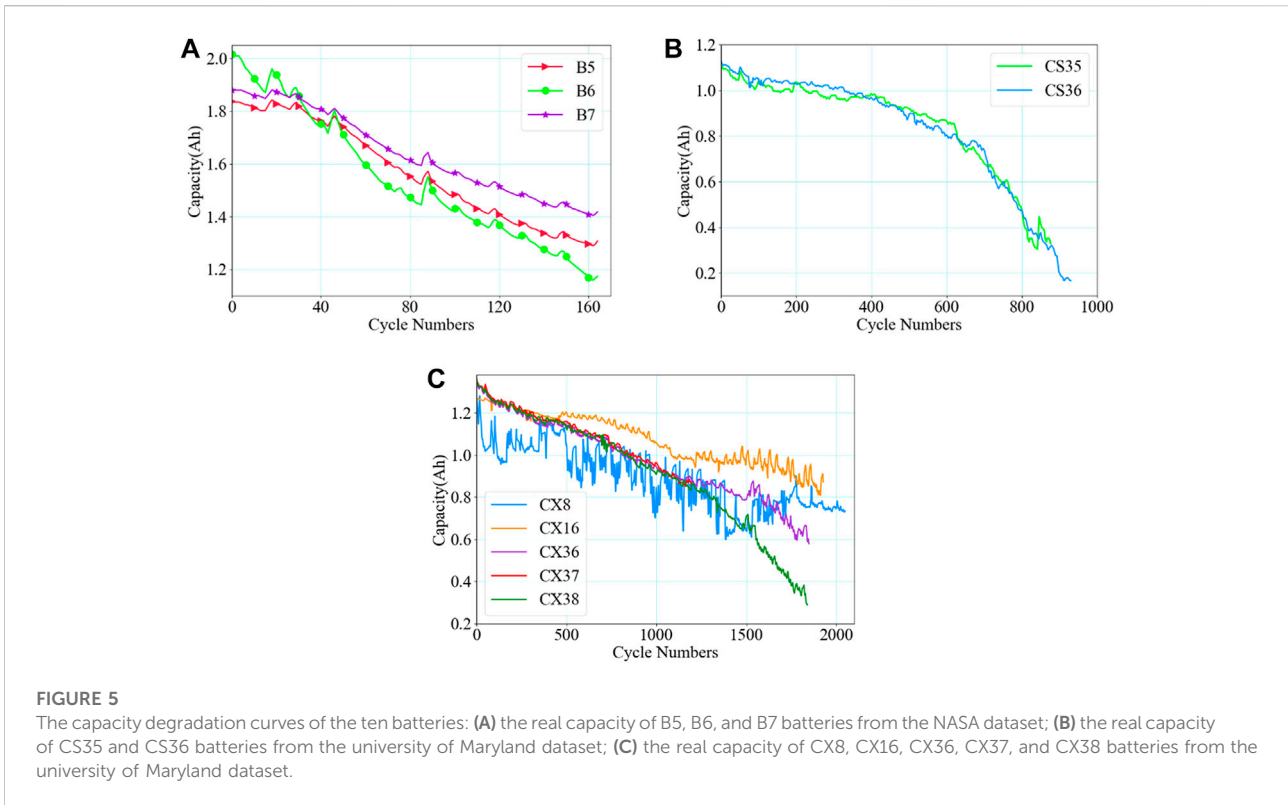 A
Capacity(Ah)
2.0
1.8
1.6
1.4
1.2
0
40
80
120
160
Cycle Numbers
B5
B6
B7
B
Capacity(Ah)
1.2
1.0
0.8
0.6
0.4
0.2
0
200
400
600
800
1000
Cycle Numbers
CS35
CS36
C
Capacity(Ah)
1.2
1.0
0.8
0.6
0.4
0.2
0
500
1000
1500
2000
Cycle Numbers
CX8
CX16
CX36
CX37
CX38
FIGURE 5
The capacity degradation curves of the ten batteries: (A) the real capacity of B5, B6, and B7 batteries from the NASA dataset; (B) the real capacity
of CS35 and CS36 batteries from the university of Maryland dataset; (C) the real capacity of CX8, CX16, CX36, CX37, and CX38 batteries from the
university of Maryland dataset.